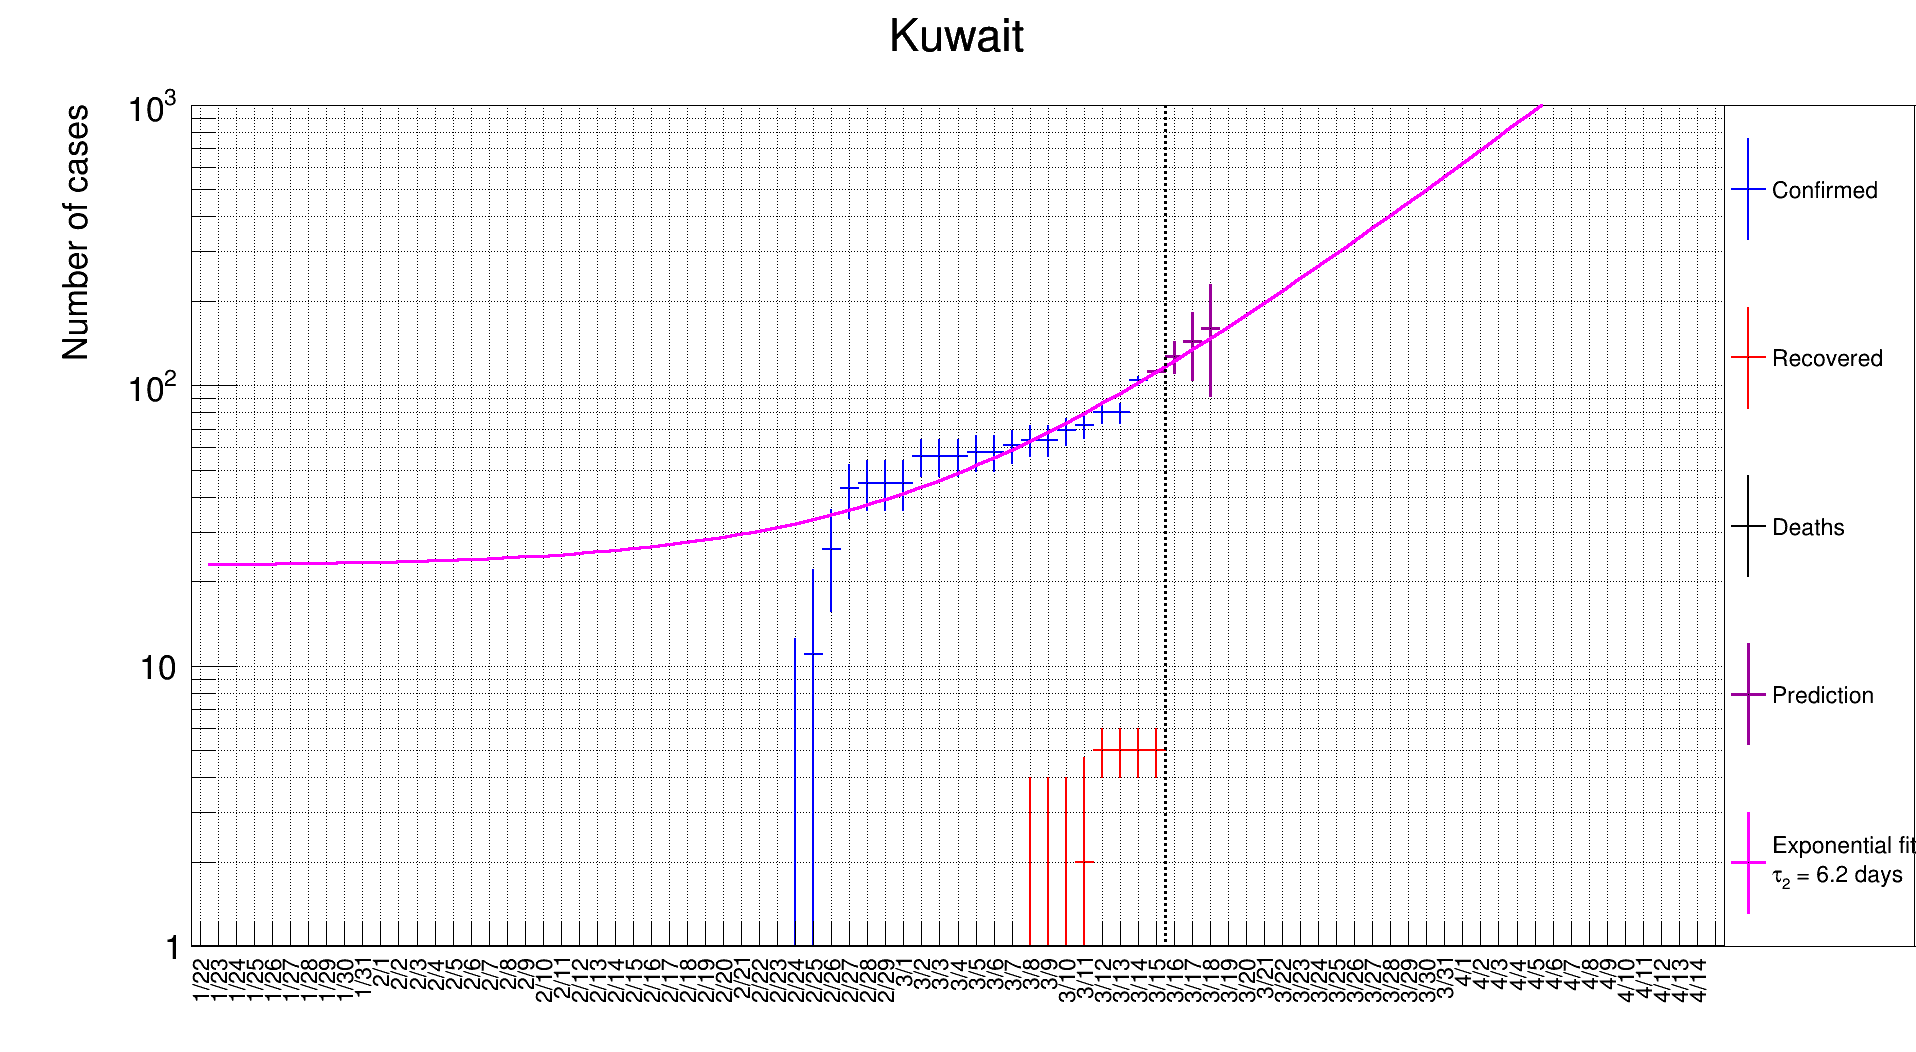 Kuwait
Number of cases
10³
10²
10
1
1/22 1/23 1/24 1/25 1/26 1/27 1/28 1/29 1/30 1/31 2/1 2/2 2/3 2/4 2/5 2/6 2/7 2/8 2/9 2/10 2/11 2/12 2/13 2/14 2/15 2/16 2/17 2/18 2/19 2/20 2/21 2/22 2/23 2/24 2/25 2/26 2/27 2/28 2/29 3/1 3/2 3/3 3/4 3/5 3/6 3/7 3/8 3/9 3/10 3/11 3/12 3/13 3/14 3/15 3/16 3/17 3/18 3/19 3/20 3/21 3/22 3/23 3/24 3/25 3/26 3/27 3/28 3/29 3/30 3/31 4/1 4/2 4/3 4/4 4/5 4/6 4/7 4/8 4/9 4/10 4/11 4/12 4/13 4/14
Confirmed
Recovered
Deaths
Prediction
Exponential fit
τ₂ = 6.2 days